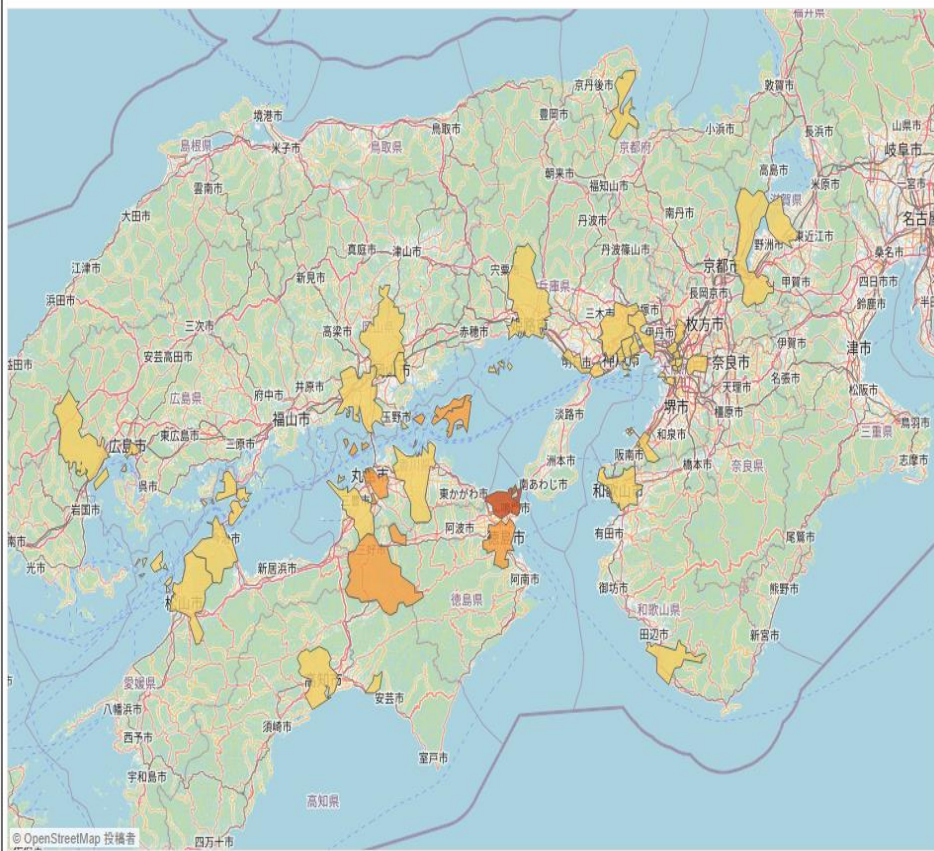 福井県
京丹後市
敦賀市
境港市
豊岡市
鳥取市
小浜市
長浜市
山県市
島根県
米子市
鳥取県
京都府
岐阜市
高島市
朝来市
米原市
一宮市
雲南市
福知山市
滋賀県
大田市
丹波市
南丹市
名古屋
野洲市
東近江市
真庭市
津山市
丹波篠山市
桑名市
江津市
新見市
宍粟
京都市
甲賀市
四日市市
兵庫県
長岡京市
浜田市
鈴鹿市
三次市
高梁市
赤穂市
三木市
伊丹市
枚方市
伊賀市
津市
益田市
安芸高田市
奈良市
名張市
井原市
天理市
松阪市
広島県
府中市
福山市
玉野市
淡路市
堺市
橿原市
鳥羽市
東広島市
三原市
和泉市
三重県
広島市
阪南市
志摩市
呉市
洲本市
橋本市
奈良県
東かがわ市
南あわじ市
岩国市
阿波市
有田市
尾鷲市
光市
新居浜市
阿南市
御坊市
熊野市
徳島県
和歌山県
田辺市
新宮市
愛媛県
安芸市
八幡浜市
須崎市
西予市
室戸市
宇和島市
高知県
© OpenStreetMap 投稿者
四万十市